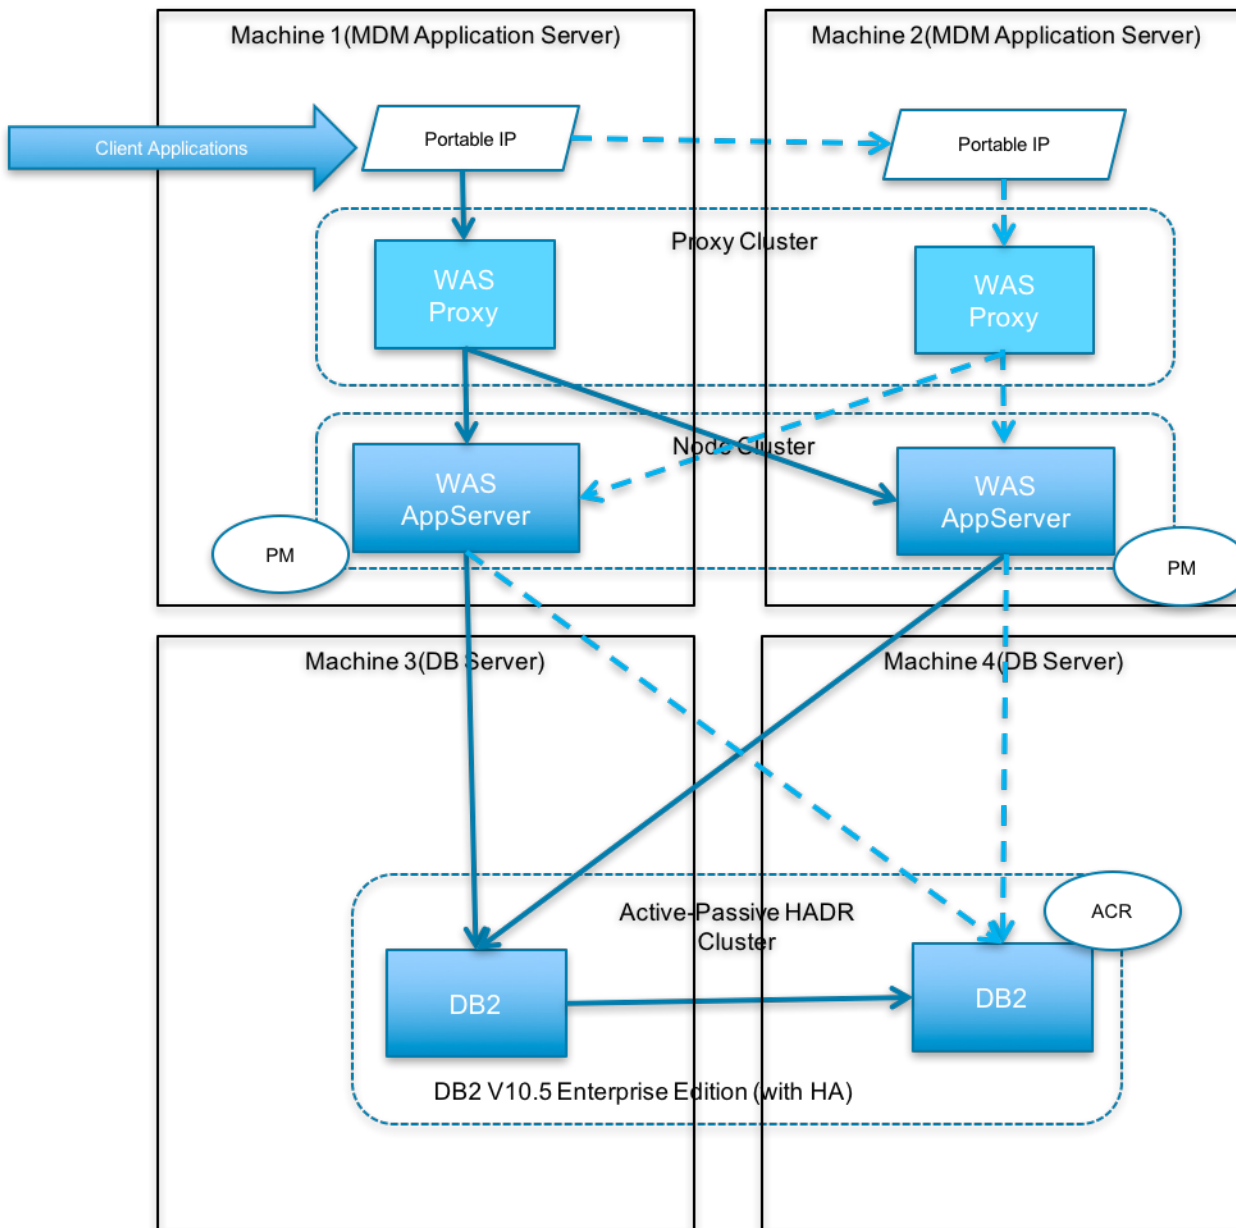 Machine 1(MDM Application Server)
Machine 2(MDM Application Server)
Client Applications
Portable IP
Portable IP
Proxy Cluster
WAS
Proxy
WAS
Proxy
Node Cluster
WAS
AppServer
WAS
AppServer
PM
PM
Machine 3(DB Server)
Machine 4(DB Server)
Active-Passive HADR
Cluster
ACR
DB2
DB2
DB2 V10.5 Enterprise Edition (with HA)